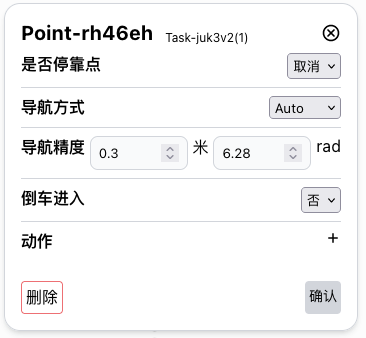 Point-rh46eh Task-juk3v2(1)
是否停靠点 取消
导航方式 Auto
导航精度 0.3 米 6.28 rad
倒车进入 否
动作 +
删除 确认